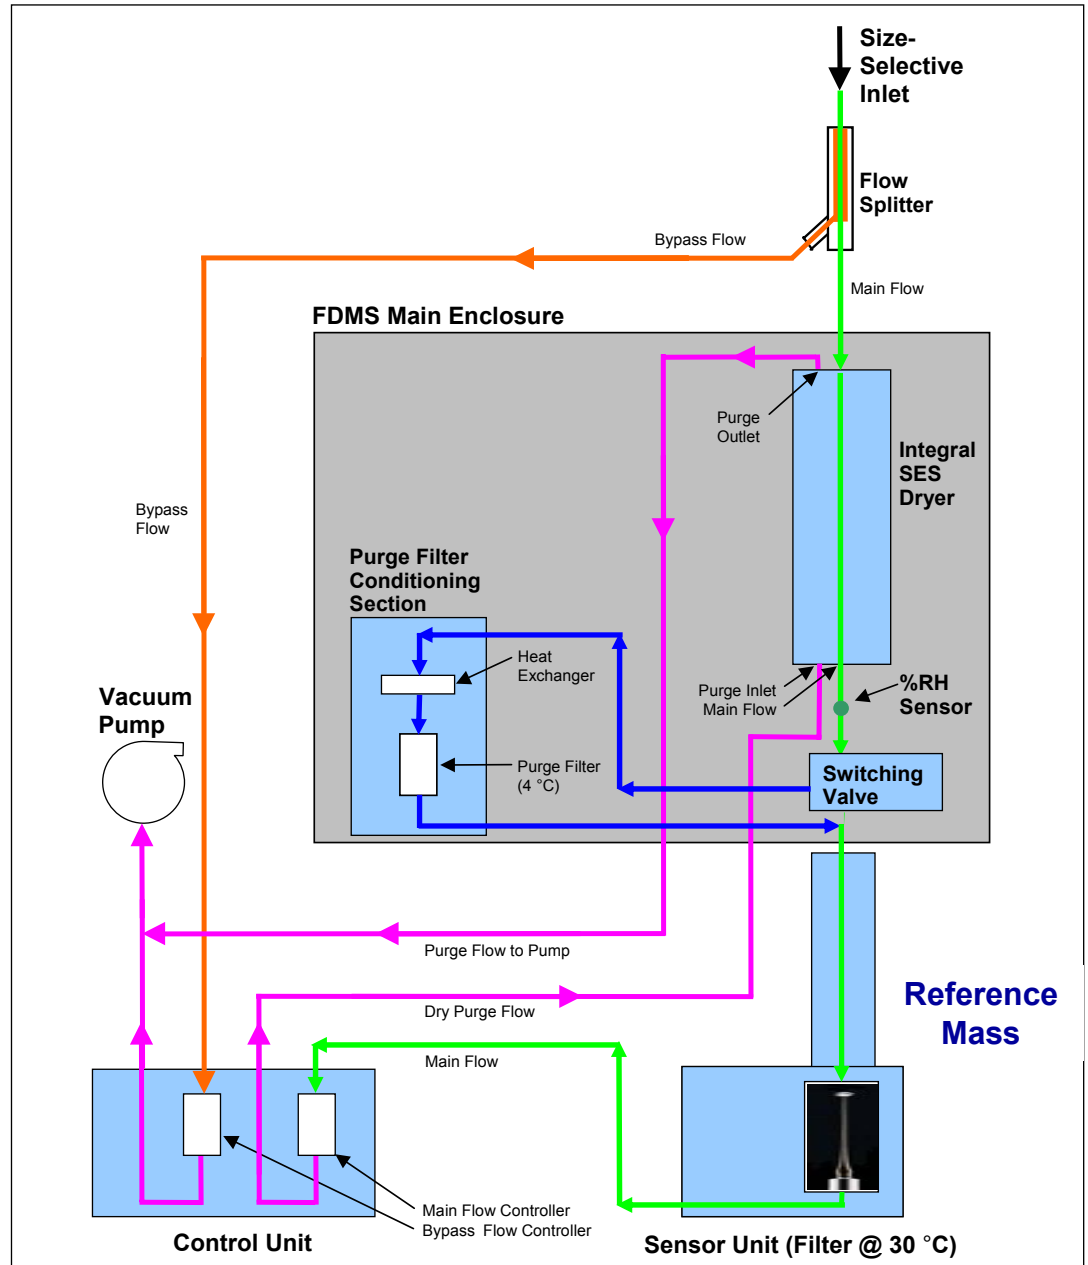 Size-
Selective
Inlet
Flow
Splitter
Bypass Flow
Main Flow
FDMS Main Enclosure
Purge
Outlet
Integral
SES
Dryer
Bypass
Flow
Purge Filter
Conditioning
Section
Heat
Exchanger
Purge Inlet
Main Flow
%RH
Sensor
Vacuum
Pump
Purge Filter
(4 °C)
Switching
Valve
Purge Flow to Pump
Dry Purge Flow
Reference
Mass
Main Flow
Main Flow Controller
Bypass Flow Controller
Control Unit
Sensor Unit (Filter @ 30 °C)